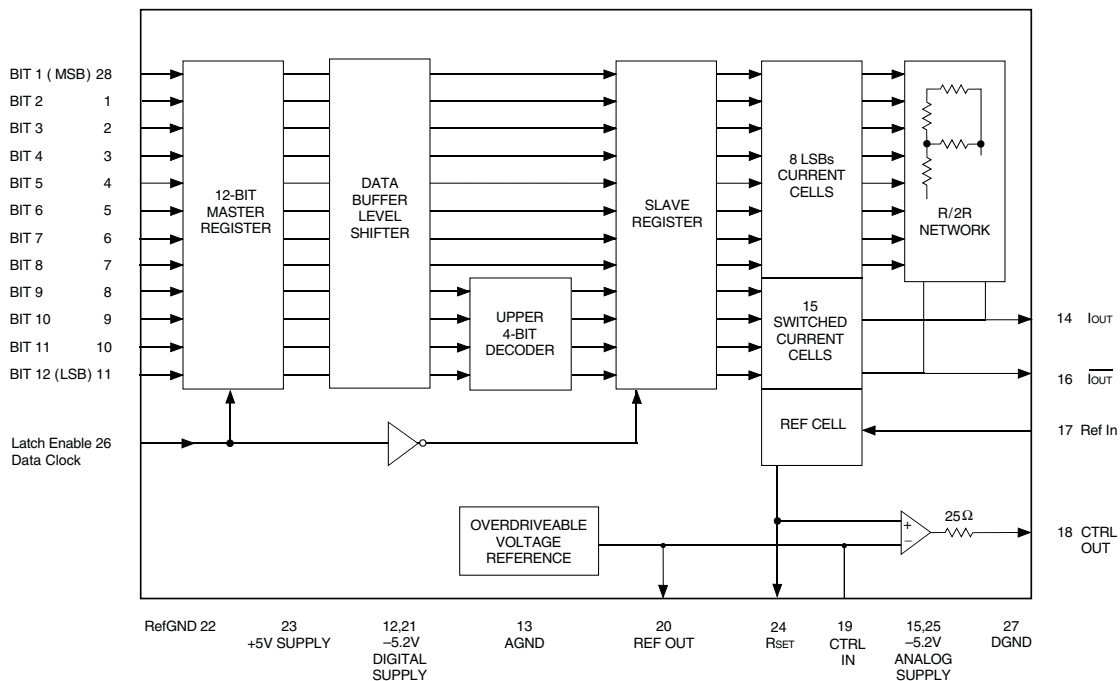 BIT 1 ( MSB) 28
BIT 2 1
BIT 3 2
BIT 4 3
BIT 5 4
BIT 6 5
BIT 7 6
BIT 8 7
BIT 9 8
BIT 10 9
BIT 11 10
BIT 12 (LSB) 11
Latch Enable 26
Data Clock
12-BIT
MASTER
REGISTER
DATA
BUFFER
LEVEL
SHIFTER
UPPER
4-BIT
DECODER
SLAVE
REGISTER
8 LSBs
CURRENT
CELLS
15
SWITCHED
CURRENT
CELLS
REF CELL
R/2R
NETWORK
14 IOUT
16 IOUT
17 Ref In
OVERDRIVEABLE
VOLTAGE
REFERENCE
+
–
25Ω
18 CTRL
OUT
RefGND 22
23
+5V SUPPLY
12,21
–5.2V
DIGITAL
SUPPLY
13
AGND
20
REF OUT
24
RSET
19
CTRL
IN
15,25
–5.2V
ANALOG
SUPPLY
27
DGND